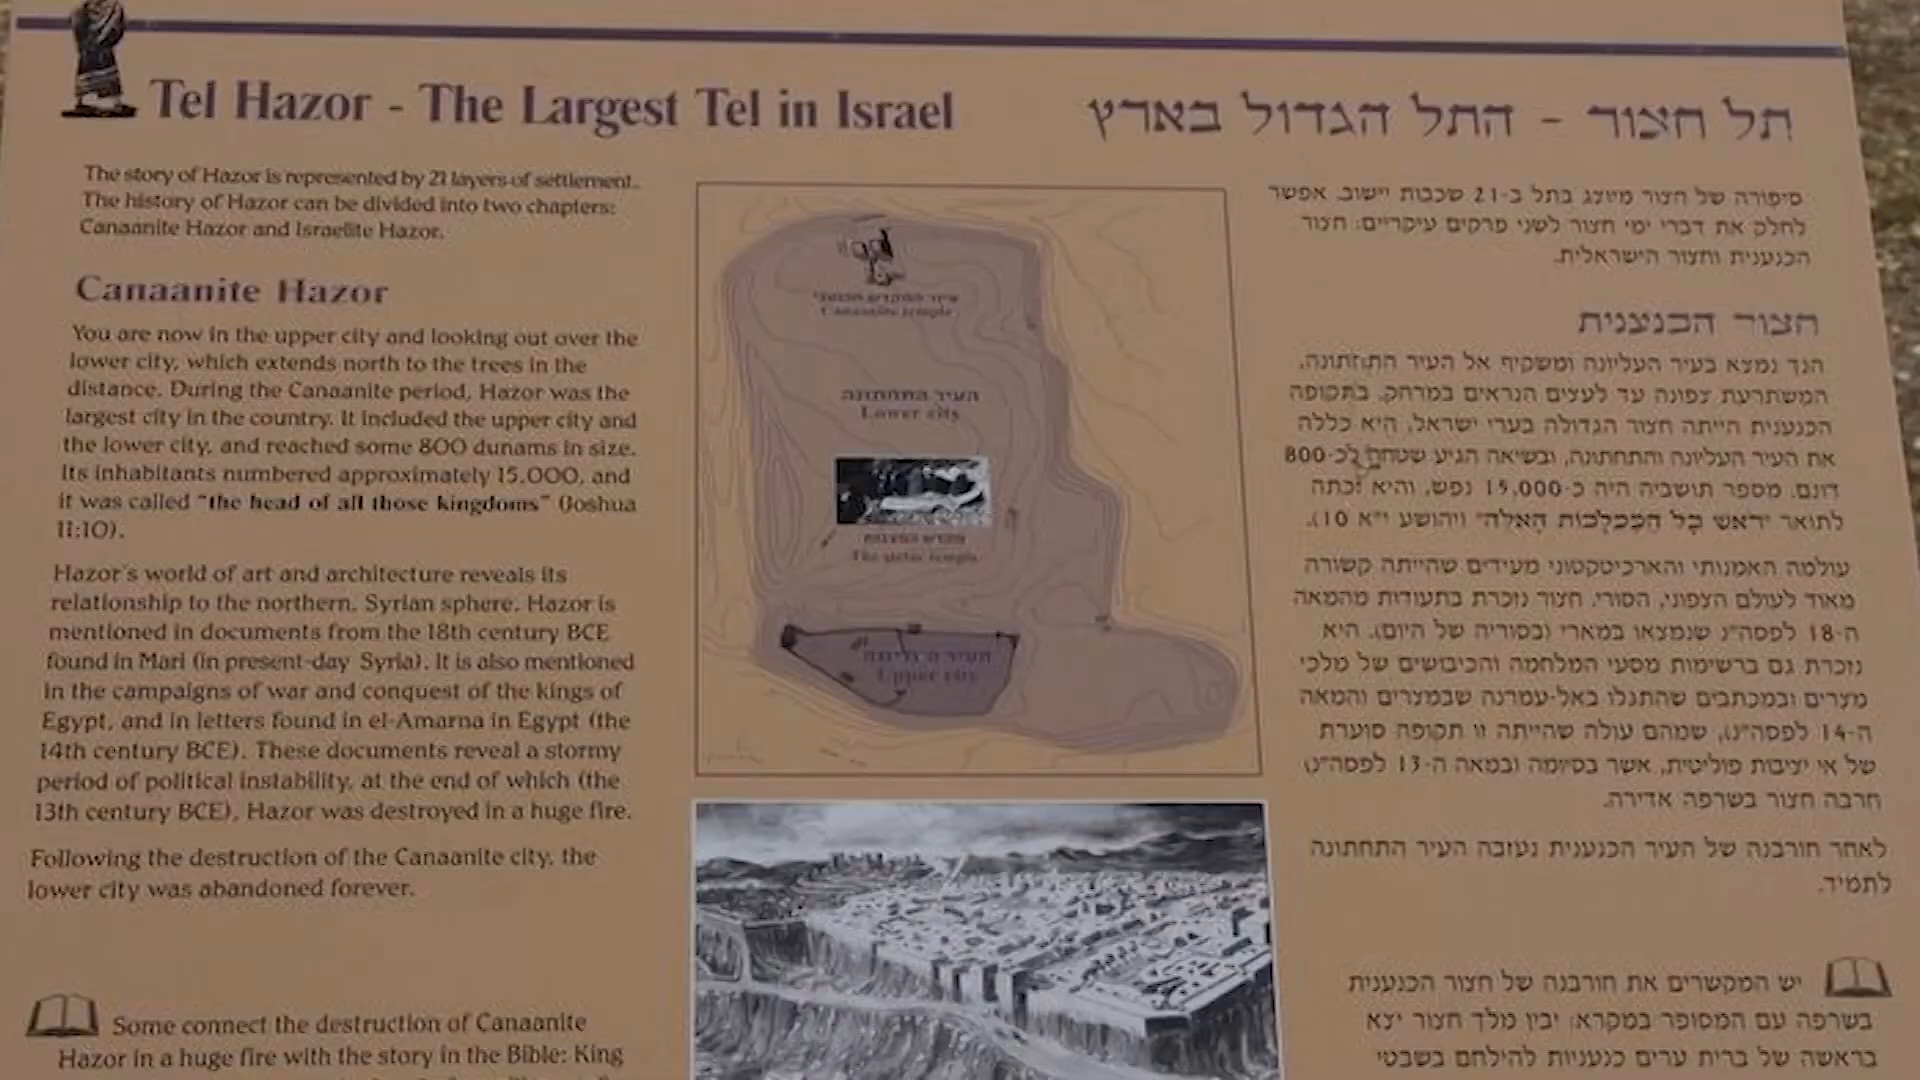 Tel Hazor - The Largest Tel in Israel
תל חצור - התל הגדול בארץ
The story of Hazor is represented by 21 layers of settlement.
The history of Hazor can be divided into two chapters:
Canaanite Hazor and Israelite Hazor.
Canaanite Hazor
You are now in the upper city and looking out over the
lower city, which extends north to the trees in the
distance. During the Canaanite period, Hazor was the
largest city in the country. It included the upper city and
the lower city, and reached some 800 dunams in size.
Its inhabitants numbered approximately 15,000, and
it was called "the head of all those kingdoms" (Joshua
11:10).
Hazor's world of art and architecture reveals its
relationship to the northern, Syrian sphere. Hazor is
mentioned in documents from the 18th century BCE
found in Mari (in present-day Syria). It is also mentioned
in the campaigns of war and conquest of the kings of
Egypt, and in letters found in el-Amarna in Egypt (the
14th century BCE). These documents reveal a stormy
period of political instability, at the end of which (the
13th century BCE), Hazor was destroyed in a huge fire.
Following the destruction of the Canaanite city, the
lower city was abandoned forever.
Some connect the destruction of Canaanite
Hazor in a huge fire with the story in the Bible: King
Canaanite temple
העיר התחתונה
Lower city
The stelae temple
העיר העליונה
Upper city
סיפורה של חצור מיוצג בתל ב-21 שכבות יישוב. אפשר
לחלק את דברי ימי חצור לשני פרקים עיקריים: חצור
הכנענית וחצור הישראלית.
חצור הכנענית
הנך נמצא בעיר העליונה ומשקיף אל העיר התחתונה,
המשתרעת צפונה עד לעצים הנראים במרחק. בתקופה
הכנענית הייתה חצור הגדולה בערי ישראל. היא כללה
את העיר העליונה והתחתונה, ובשיאה הגיע שטחה לכ-800
דונם. מספר תושביה היה כ-15,000 נפש, והיא זכתה
לתואר "ראש כל הממלכות האלה" (יהושע י"א 10).
עולמה האמנותי והארכיטקטוני מעידים שהייתה קשורה
מאוד לעולם הצפוני, הסורי. חצור נזכרת בתעודות מהמאה
ה-18 לפסה"נ שנמצאו במארי (בסוריה של היום). היא
נזכרת גם ברשימות מסעי המלחמה והכיבושים של מלכי
מצרים ובמכתבים שהתגלו באל-עמרנה שבמצרים (מהמאה
ה-14 לפסה"נ), שמהם עולה שהייתה זו תקופה סוערת
של אי יציבות פוליטית, אשר בסיומה (במאה ה-13 לפסה"נ)
חרבה חצור בשרפה אדירה.
לאחר חורבנה של העיר הכנענית נעזבה העיר התחתונה
לתמיד.
יש המקשרים את חורבנה של חצור הכנענית
בשרפה עם המסופר במקרא: יבין מלך חצור יצא
בראשה של ברית ערים כנעניות להילחם בשבטי